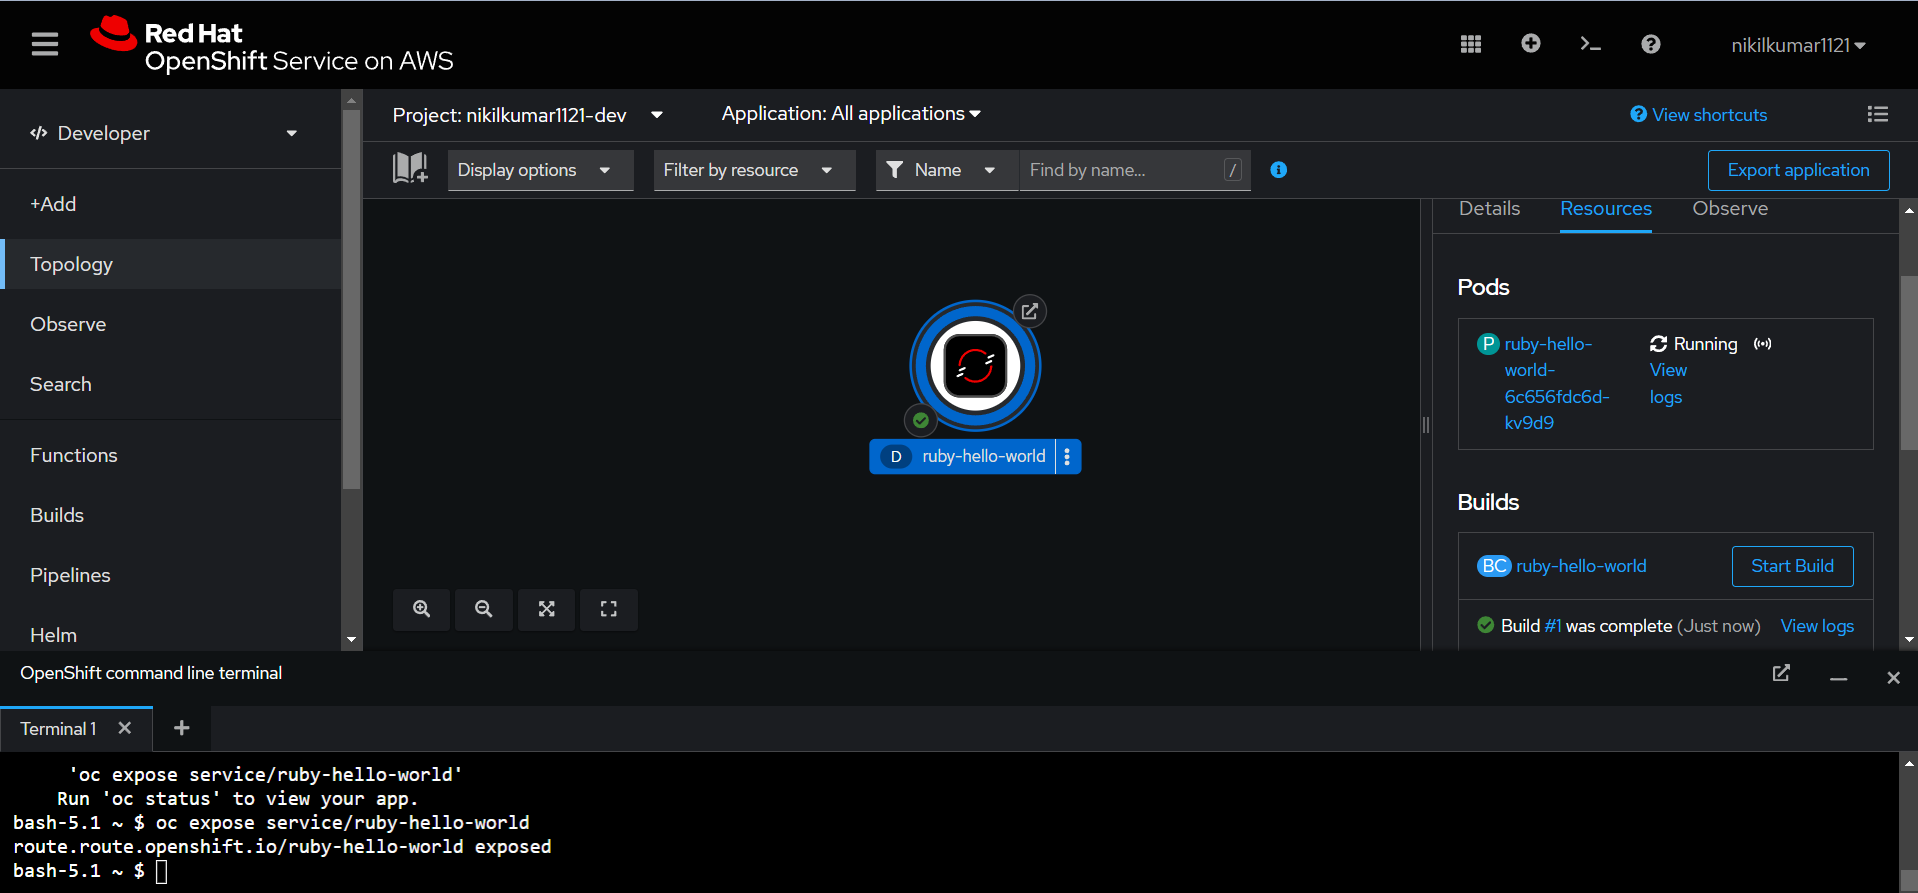 Red Hat
OpenShift Service on AWS
nikilkumar1121
Developer
+Add
Topology
Observe
Search
Functions
Builds
Pipelines
Helm
Project: nikilkumar1121-dev
Application: All applications
View shortcuts
Display options
Filter by resource
Name
Find by name...
/
Export application
D ruby-hello-world
Details
Resources
Observe
Pods
P ruby-hello-
world-
6c656fdc6d-
kv9d9
Running
View
logs
Builds
BC ruby-hello-world
Start Build
Build #1 was complete (Just now)
View logs
OpenShift command line terminal
Terminal 1
'oc expose service/ruby-hello-world'
Run 'oc status' to view your app.
bash-5.1 ~ $ oc expose service/ruby-hello-world
route.route.openshift.io/ruby-hello-world exposed
bash-5.1 ~ $